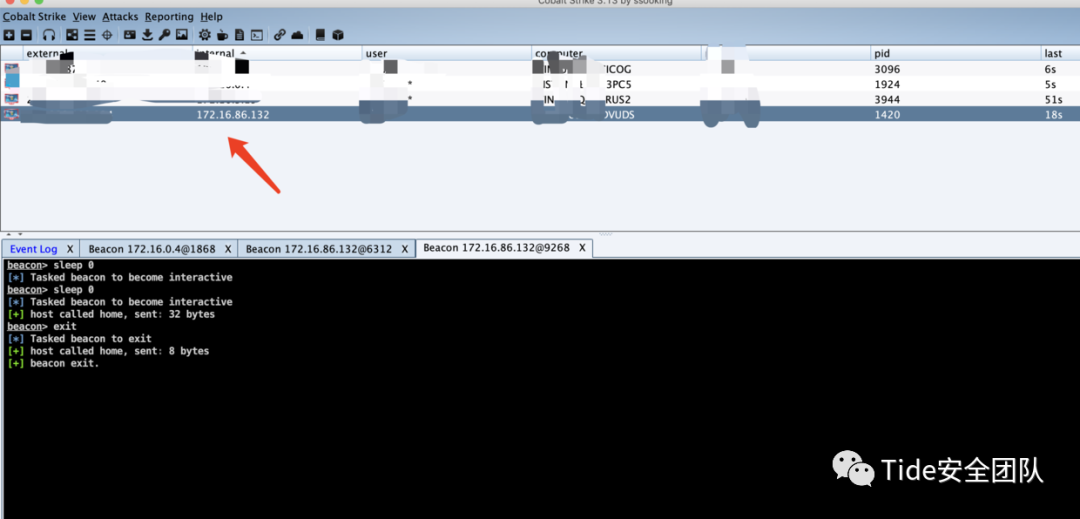 Cobalt Strike 3.13 by ssooking
Cobalt Strike View Attacks Reporting Help
external internal user computer pid last
ICOG 3096 6s
3PC5 1924 5s
RUS2 3944 51s
172.16.86.132 OVUDS 1420 18s
Event Log X Beacon 172.16.0.4@1868 X Beacon 172.16.86.132@6312 X Beacon 172.16.86.132@9268 X
beacon> sleep 0
[*] Tasked beacon to become interactive
beacon> sleep 0
[*] Tasked beacon to become interactive
[+] host called home, sent: 32 bytes
beacon> exit
[*] Tasked beacon to exit
[+] host called home, sent: 8 bytes
[+] beacon exit.
Tide安全团队